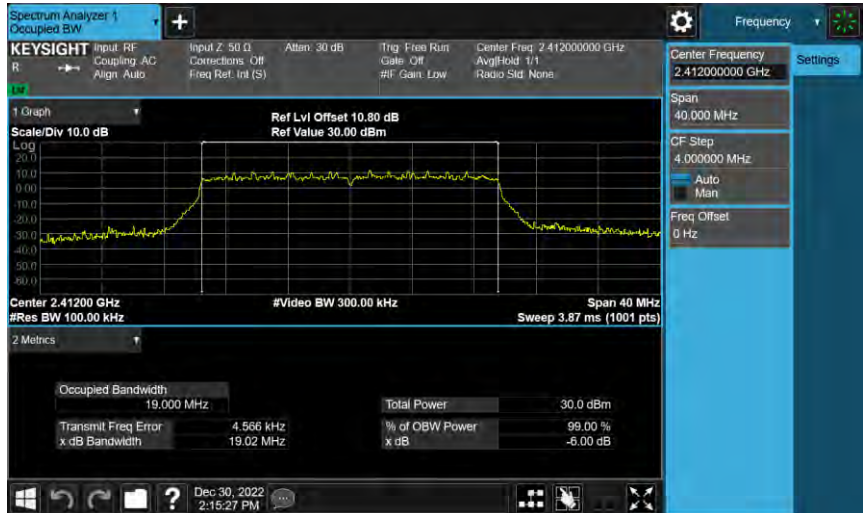 Spectrum Analyzer 1
Occupied BW
Frequency
KEYSIGHT
R
Input: RF
Coupling: AC
Align: Auto
Input Z: 50 Ω
Corrections: Off
Freq Ref: Int (S)
Atten: 30 dB
Trig: Free Run
Gate: Off
#IF Gain: Low
Center Freq: 2.412000000 GHz
Avg|Hold: 1/1
Radio Std: None
1 Graph
Scale/Div 10.0 dB
Ref Lvl Offset 10.80 dB
Ref Value 30.00 dBm
Log
20.0
10.0
0.00
-10.0
-20.0
-30.0
-40.0
-50.0
-60.0
Center 2.41200 GHz
#Res BW 100.00 kHz
#Video BW 300.00 kHz
Span 40 MHz
Sweep 3.87 ms (1001 pts)
2 Metrics
Occupied Bandwidth
19.000 MHz
Transmit Freq Error 4.566 kHz
x dB Bandwidth 19.02 MHz
Total Power 30.0 dBm
% of OBW Power 99.00 %
x dB -6.00 dB
Center Frequency
2.412000000 GHz
Span
40.000 MHz
CF Step
4.000000 MHz
Auto
Man
Freq Offset
0 Hz
Settings
?
Dec 30, 2022
2:15:27 PM